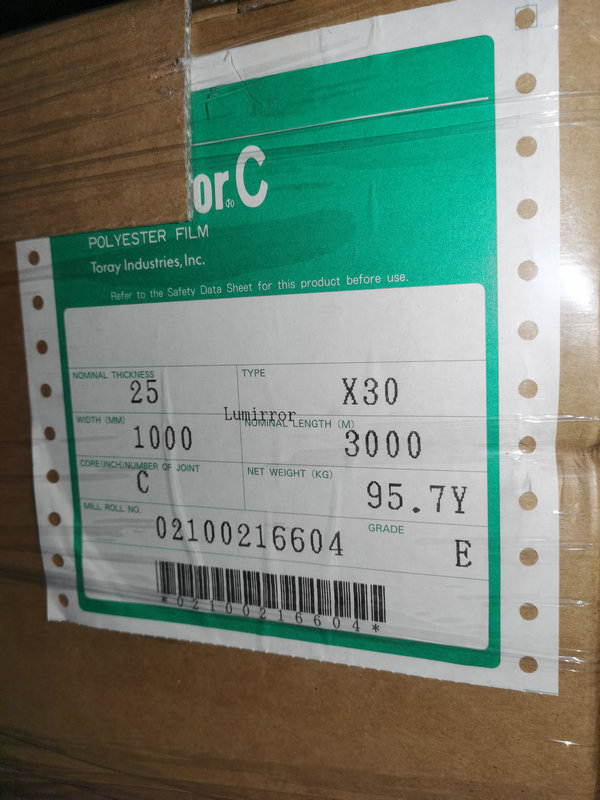 or® C
POLYESTER FILM
Toray Industries, Inc.
Refer to the Safety Data Sheet for this product before use.
NOMINAL THICKNESS
25
TYPE
X30
Lumirror
WIDTH (MM)
1000
NOMINAL LENGTH (M)
3000
CORE(INCH)NUMBER OF JOINT
C
NET WEIGHT (KG)
95.7Y
MILL ROLL NO.
02100216604
GRADE
E
*02100216604*